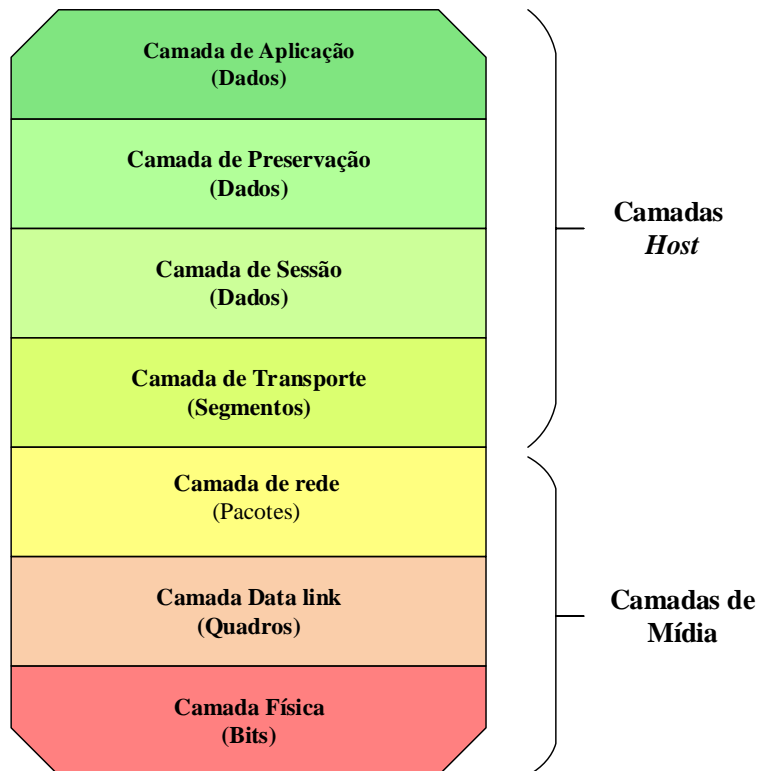 Camada de Aplicação
(Dados)
Camada de Preservação
(Dados)
Camada de Sessão
(Dados)
Camada de Transporte
(Segmentos)
Camada de rede
(Pacotes)
Camada Data link
(Quadros)
Camada Física
(Bits)
Camadas
Host
Camadas de
Mídia